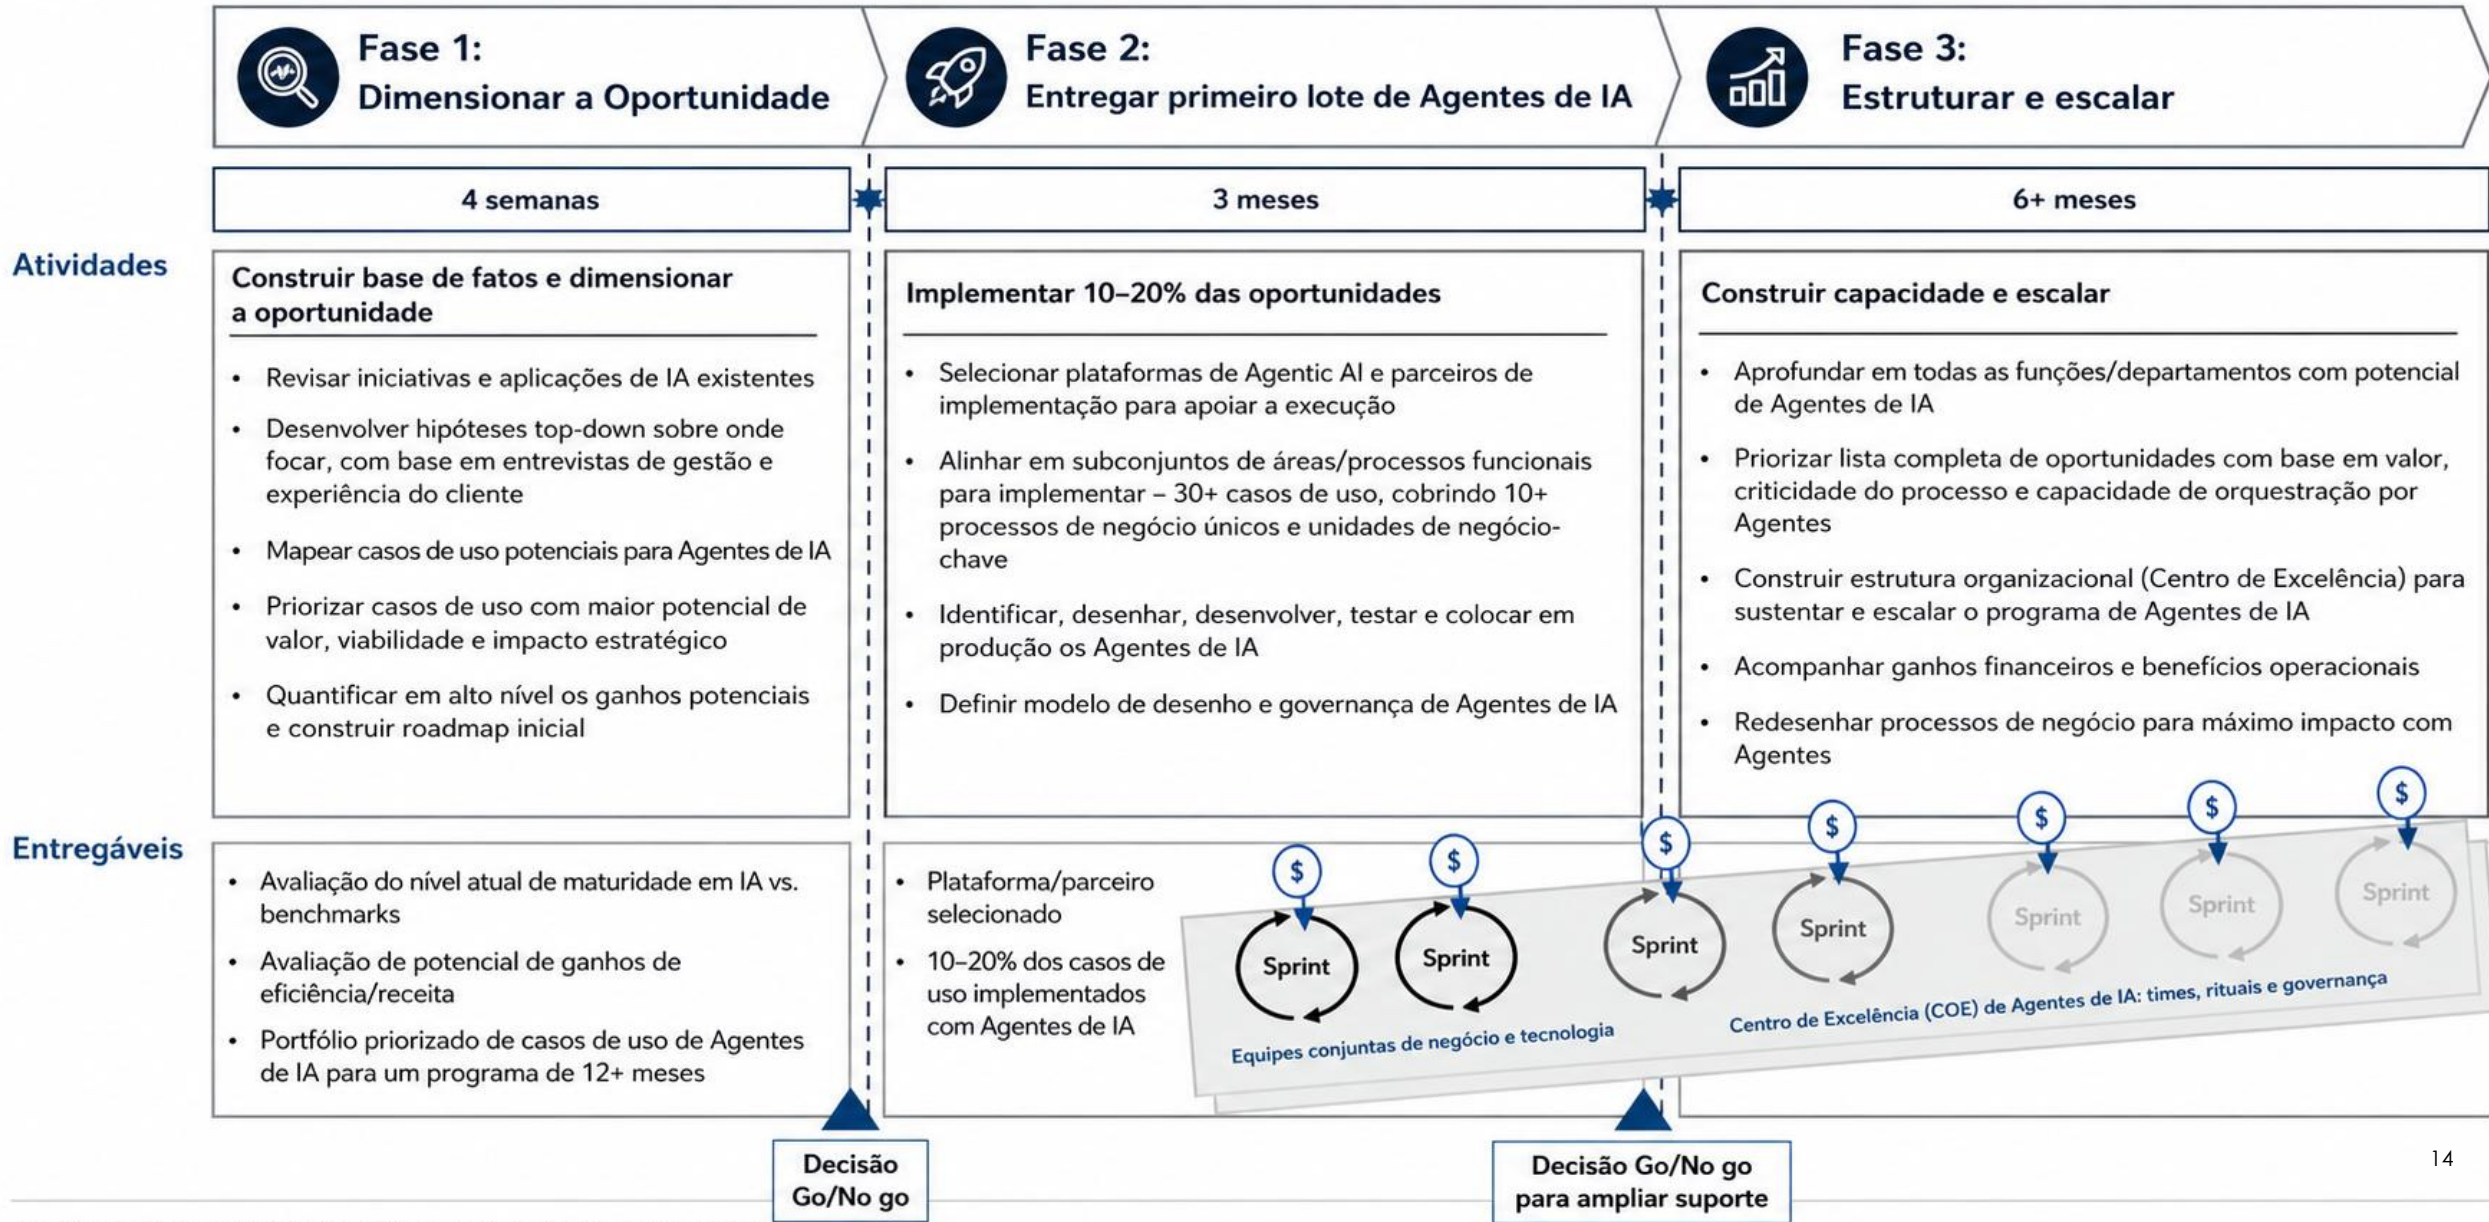 Fase 1:
Dimensionar a Oportunidade
Fase 2:
Entregar primeiro lote de Agentes de IA
Fase 3:
Estruturar e escalar
4 semanas
3 meses
6+ meses
Atividades
Construir base de fatos e dimensionar
a oportunidade
• Revisar iniciativas e aplicações de IA existentes
• Desenvolver hipóteses top-down sobre onde
focar, com base em entrevistas de gestão e
experiência do cliente
• Mapear casos de uso potenciais para Agentes de IA
• Priorizar casos de uso com maior potencial de
valor, viabilidade e impacto estratégico
• Quantificar em alto nível os ganhos potenciais
e construir roadmap inicial
Implementar 10–20% das oportunidades
• Selecionar plataformas de Agentic AI e parceiros de
implementação para apoiar a execução
• Alinhar em subconjuntos de áreas/processos funcionais
para implementar – 30+ casos de uso, cobrindo 10+
processos de negócio únicos e unidades de negócio-
chave
• Identificar, desenhar, desenvolver, testar e colocar em
produção os Agentes de IA
• Definir modelo de desenho e governança de Agentes de IA
Construir capacidade e escalar
• Aprofundar em todas as funções/departamentos com potencial
de Agentes de IA
• Priorizar lista completa de oportunidades com base em valor,
criticidade do processo e capacidade de orquestração por
Agentes
• Construir estrutura organizacional (Centro de Excelência) para
sustentar e escalar o programa de Agentes de IA
• Acompanhar ganhos financeiros e benefícios operacionais
• Redesenhar processos de negócio para máximo impacto com
Agentes
Entregáveis
• Avaliação do nível atual de maturidade em IA vs.
benchmarks
• Avaliação de potencial de ganhos de
eficiência/receita
• Portfólio priorizado de casos de uso de Agentes
de IA para um programa de 12+ meses
• Plataforma/parceiro
selecionado
• 10–20% dos casos de
uso implementados
com Agentes de IA
$
$
$
$
$
$
$
Sprint
Sprint
Sprint
Sprint
Sprint
Sprint
Sprint
Equipes conjuntas de negócio e tecnologia
Centro de Excelência (COE) de Agentes de IA: times, rituais e governança
Decisão
Go/No go
Decisão Go/No go
para ampliar suporte
14